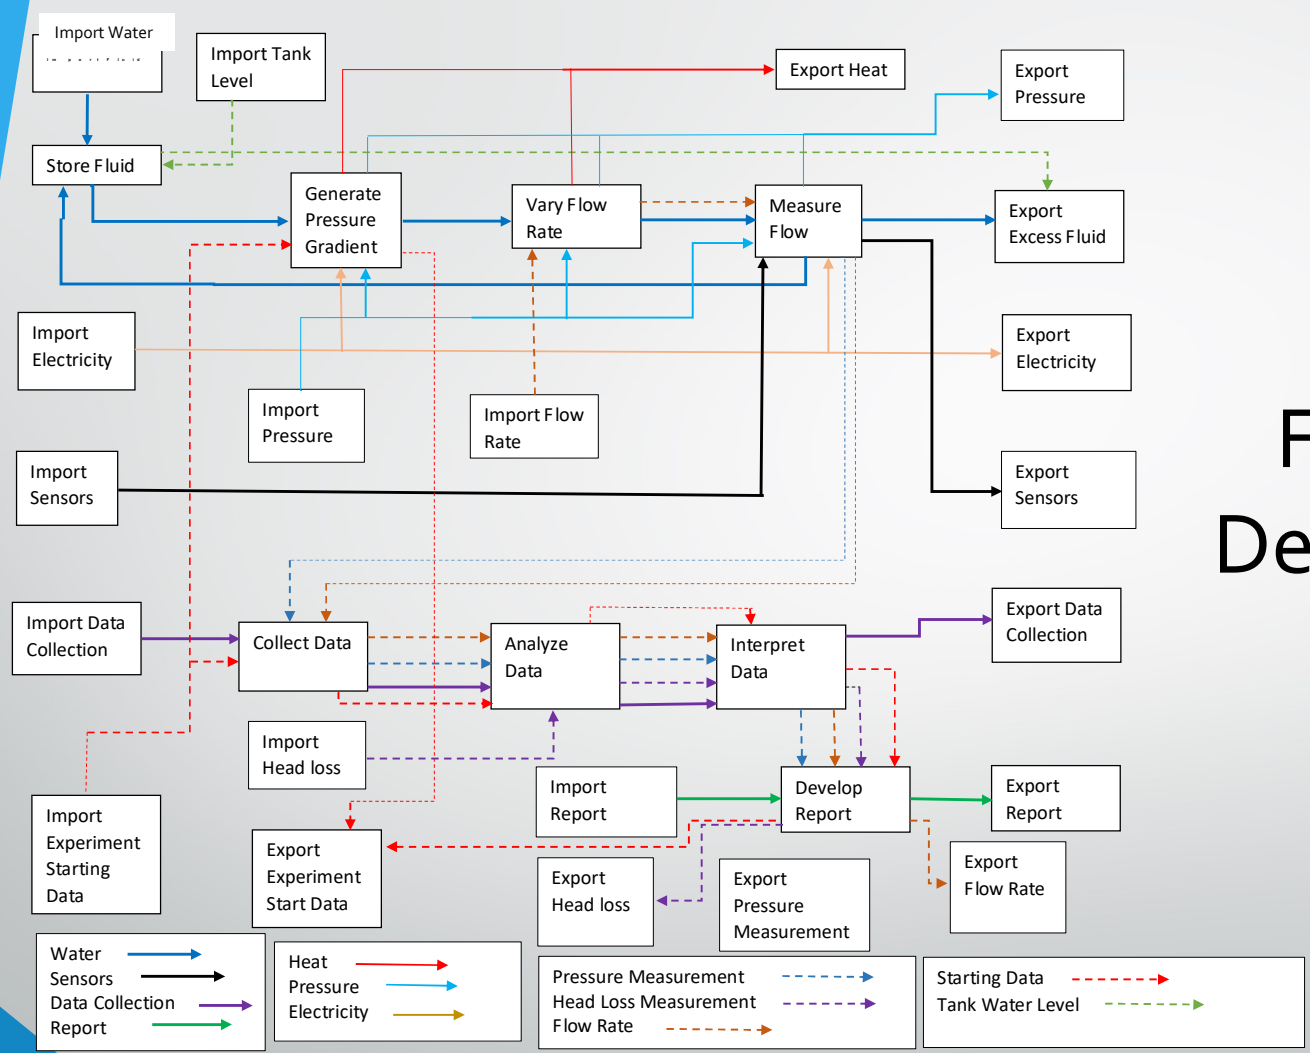 Import Water
Import Tank
Level
Export Heat
Export
Pressure
Store Fluid
Generate
Pressure
Gradient
Vary Flow
Rate
Measure
Flow
Export
Excess Fluid
Import
Electricity
Export
Electricity
Import
Pressure
Import Flow
Rate
Import
Sensors
Export
Sensors
F
De
Import Data
Collection
Collect Data
Analyze
Data
Interpret
Data
Export Data
Collection
Import
Head loss
Import
Report
Develop
Report
Export
Report
Import
Experiment
Starting
Data
Export
Experiment
Start Data
Export
Head loss
Export
Pressure
Measurement
Export
Flow Rate
Water
Sensors
Data Collection
Report
Heat
Pressure
Electricity
Pressure Measurement
Head Loss Measurement
Flow Rate
Starting Data
Tank Water Level